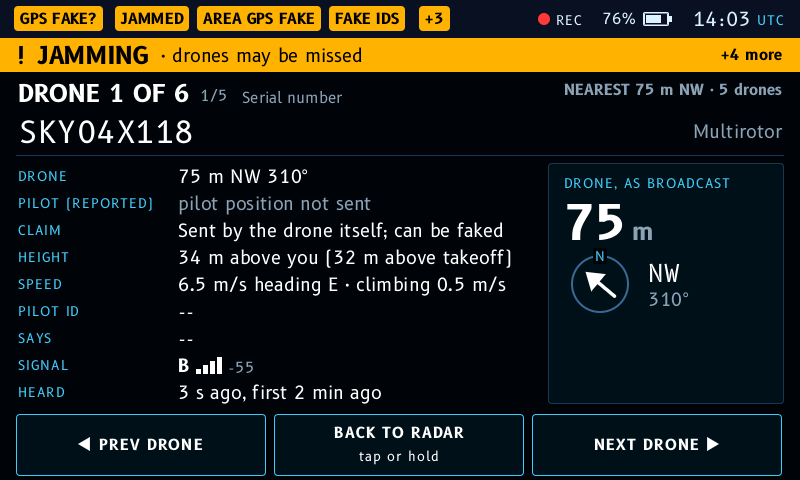 GPS FAKE? JAMMED AREA GPS FAKE FAKE IDS +3 REC 76% 14:03 UTC
! JAMMING · drones may be missed +4 more
DRONE 1 OF 6 1/5 Serial number NEAREST 75 m NW · 5 drones
SKY04X118 Multirotor
DRONE 75 m NW 310°
PILOT (REPORTED) pilot position not sent
CLAIM Sent by the drone itself; can be faked
HEIGHT 34 m above you (32 m above takeoff)
SPEED 6.5 m/s heading E · climbing 0.5 m/s
PILOT ID --
SAYS --
SIGNAL B -55
HEARD 3 s ago, first 2 min ago
DRONE, AS BROADCAST
75 m
N
NW
310°
◀ PREV DRONE
BACK TO RADAR
tap or hold
NEXT DRONE ▶